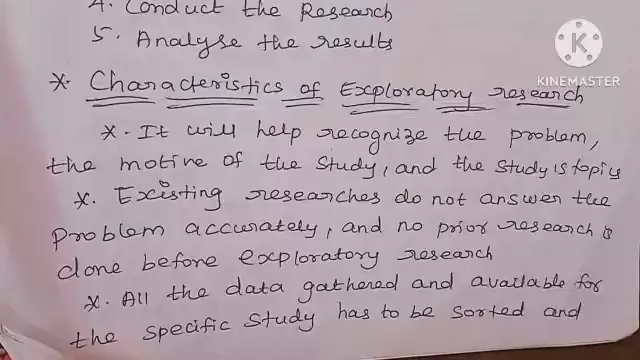 4. Conduct the Research
5. Analyse the results
* Characteristics of Exploratory research
*. It will help recognize the problem,
the motive of the study, and the study is topis
*. Existing researches do not answer the
problem accurately, and no prior research is
done before exploratory research
*. All the data gathered and available for
the specific study has to be sorted and
KINEMASTER